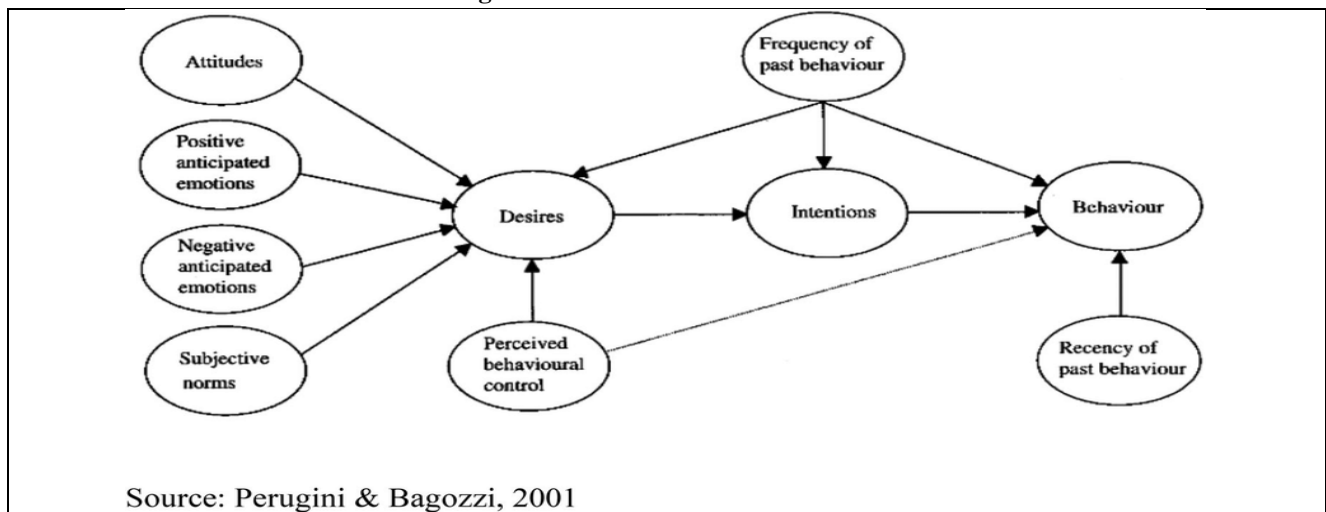 Attitudes
Frequency of
past behaviour
Positive
anticipated
emotions
Desires
Intentions
Behaviour
Negative
anticipated
emotions
Subjective
norms
Perceived
behavioural
control
Recency of
past behaviour
Source: Perugini & Bagozzi, 2001